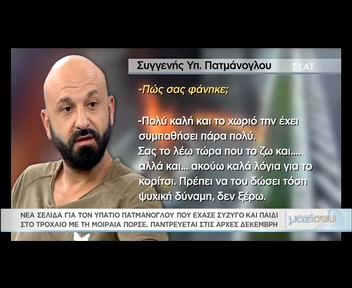 Συγγενής Υπ. Πατμάνογλου
ΣΚΑΪ
-Πώς σας φάνηκε;
-Πολύ καλή και το χωριό την έχει
συμπαθήσει πάρα πολύ.
Σας το λέω τώρα που το ζω και....
αλλά και... ακούω καλά λόγια για το
κορίτσι. Πρέπει να του δώσει τόση
ψυχική δύναμη, δεν ξέρω.
ΝΕΑ ΣΕΛΙΔΑ ΓΙΑ ΤΟΝ ΥΠΑΤΙΟ ΠΑΤΜΑΝΟΓΛΟΥ ΠΟΥ ΕΧΑΣΕ ΣΥΖΥΓΟ ΚΑΙ ΠΑΙΔΙ
ΣΤΟ ΤΡΟΧΑΙΟ ΜΕ ΤΗ ΜΟΙΡΑΙΑ ΠΟΡΣΕ. ΠΑΝΤΡΕΥΕΤΑΙ ΣΤΙΣ ΑΡΧΕΣ ΔΕΚΕΜΒΡΗ
μαζί σου